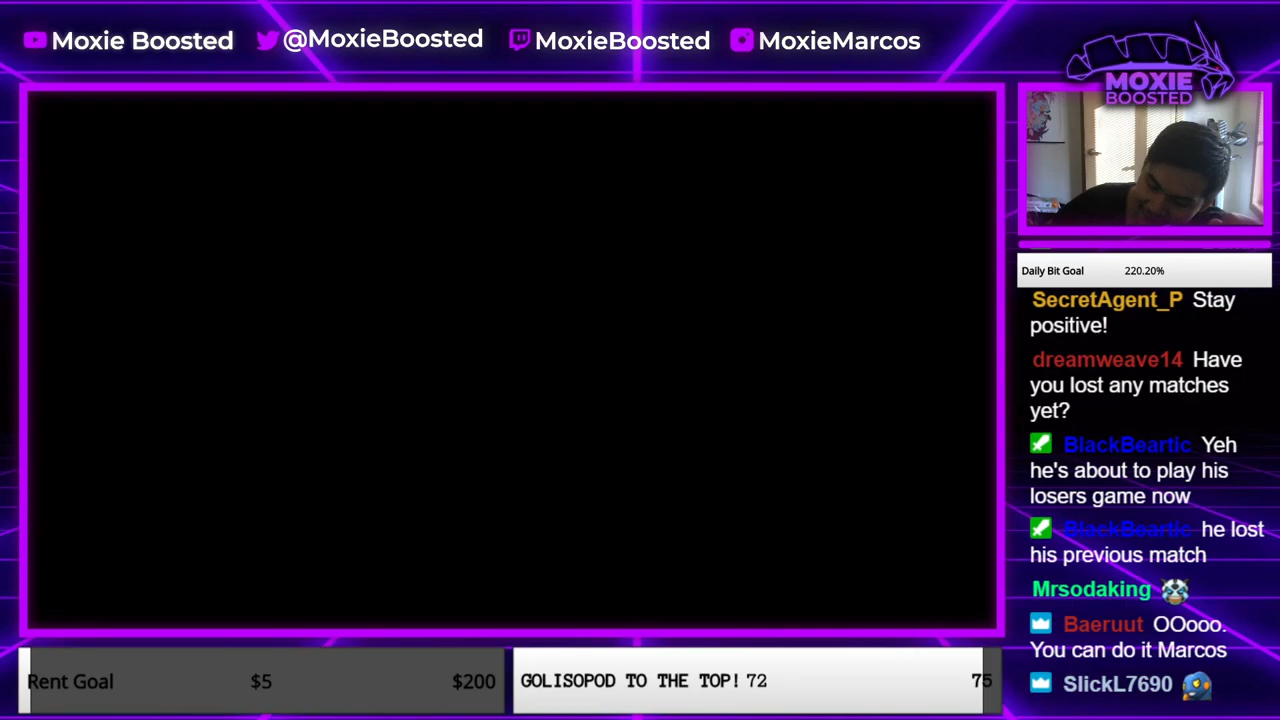 Moxie Boosted @MoxieBoosted MoxieBoosted MoxieMarcos
MOXIE
BOOSTED
Daily Bit Goal 220.20%
SecretAgent_P Stay
positive!
dreamweave14 Have
you lost any matches
yet?
BlackBeartic Yeh
he's about to play his
losers game now
BlackBeartic he lost
his previous match
Mrsodaking
Baeruut OOooo.
You can do it Marcos
SlickL7690
Rent Goal $5 $200
GOLISOPOD TO THE TOP! 72 75